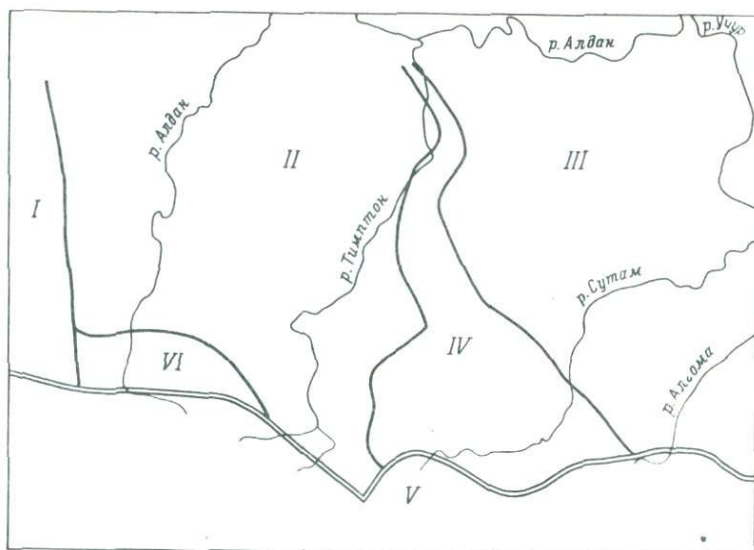 р. Учур
р. Алдан
р. Алдан
II
III
I
р. Тимптон
р. Сутам
IV
VI
р. Алгома
V